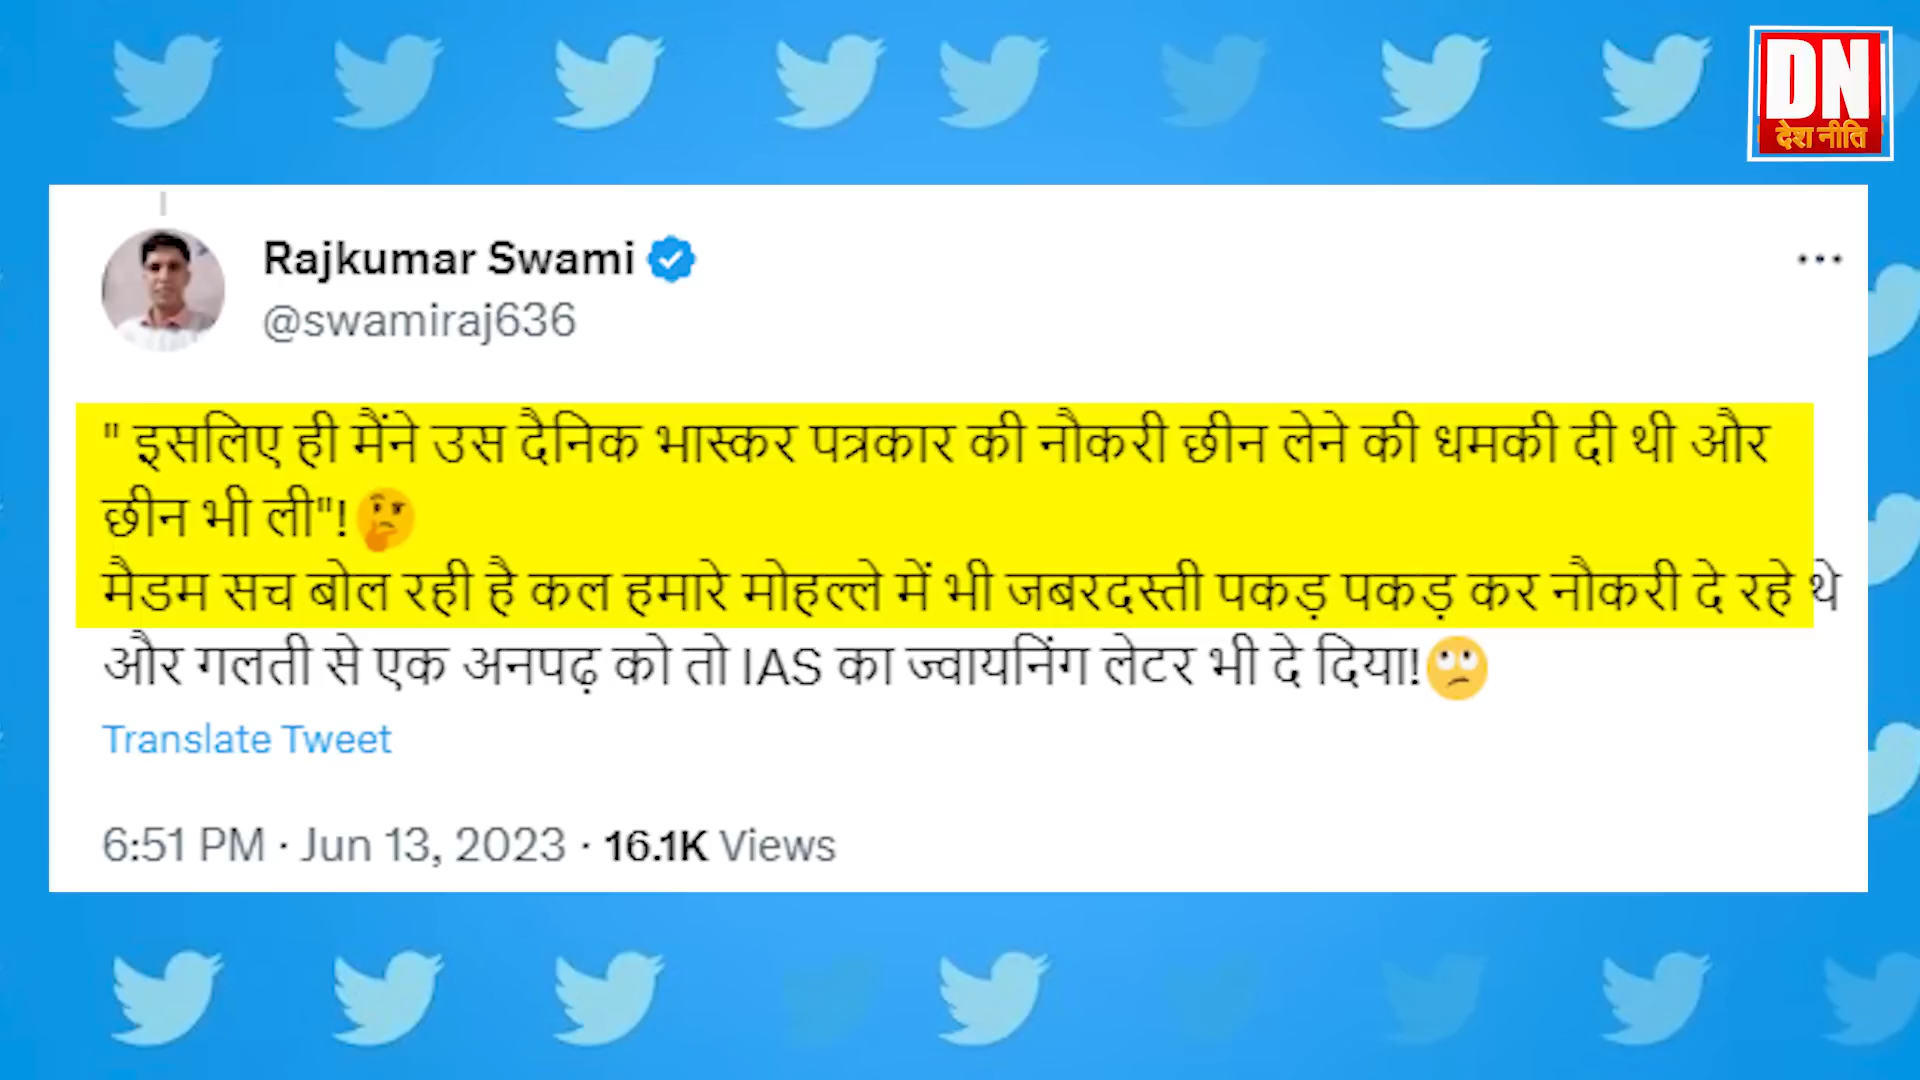 DN
देश नीति
Rajkumar Swami
@swamiraj636
" इसलिए ही मैंने उस दैनिक भास्कर पत्रकार की नौकरी छीन लेने की धमकी दी थी और
छीन भी ली"!🤔
मैडम सच बोल रही है कल हमारे मोहल्ले में भी जबरदस्ती पकड़ पकड़ कर नौकरी दे रहे थे
और गलती से एक अनपढ़ को तो IAS का ज्वायनिंग लेटर भी दे दिया!🙄
Translate Tweet
6:51 PM · Jun 13, 2023 · 16.1K Views